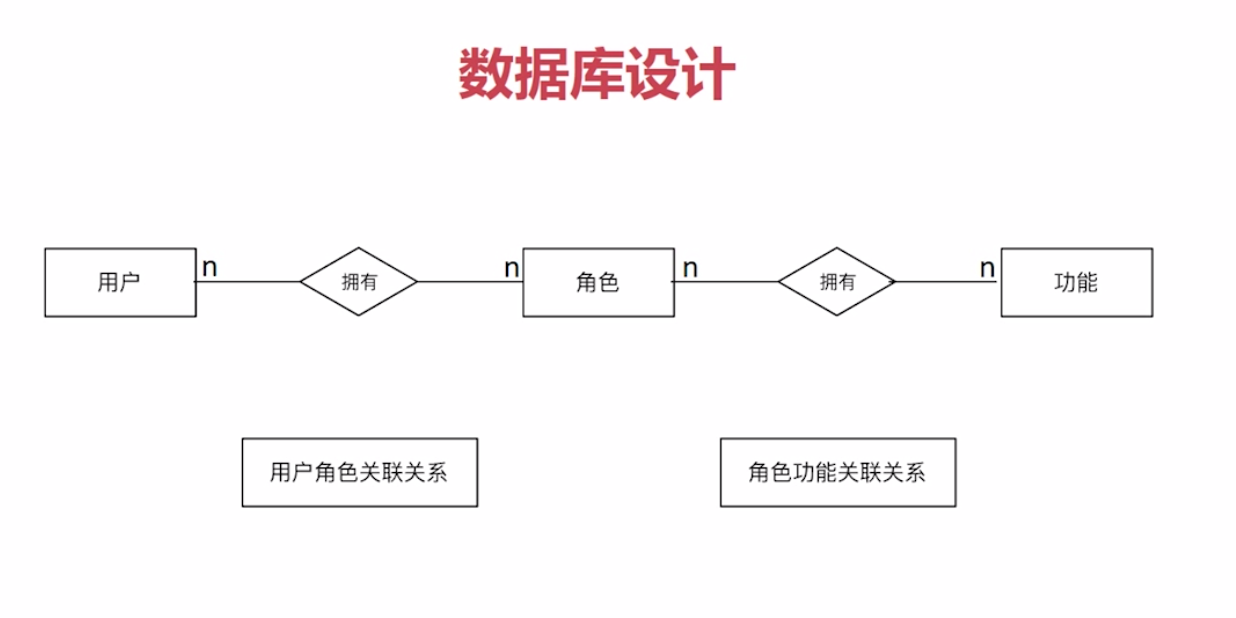 数据库设计
用户 n 拥有 n 角色 n 拥有 n 功能
用户角色关联关系 角色功能关联关系